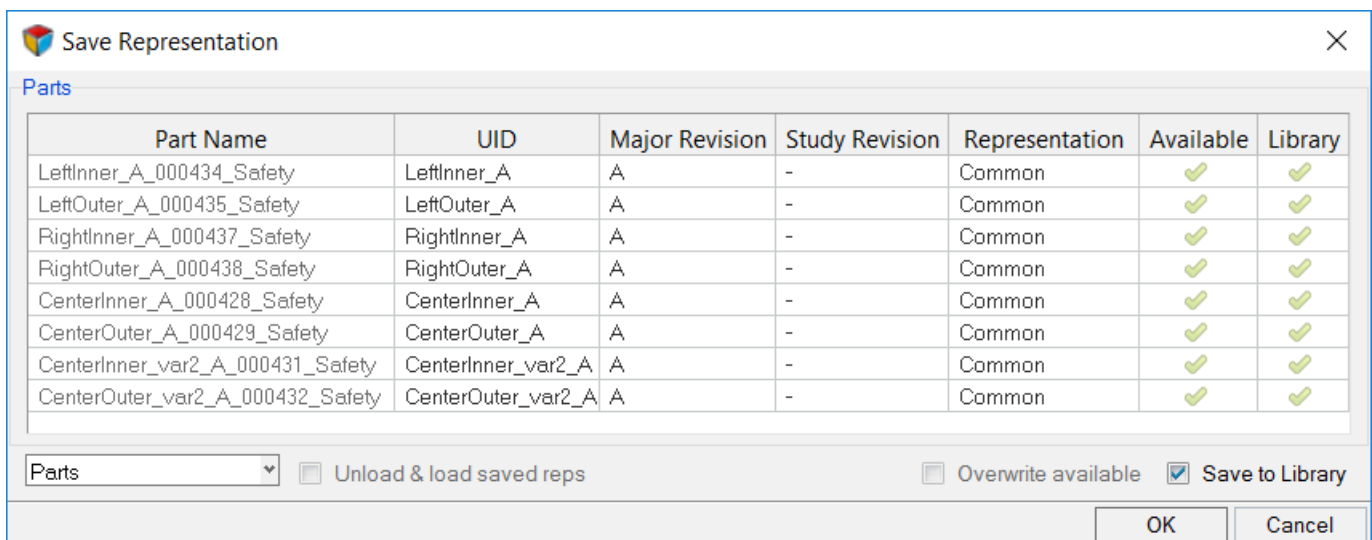 Save Representation
Parts
Part Name UID Major Revision Study Revision Representation Available Library
LeftInner_A_000434_Safety LeftInner_A A - Common
LeftOuter_A_000435_Safety LeftOuter_A A - Common
RightInner_A_000437_Safety RightInner_A A - Common
RightOuter_A_000438_Safety RightOuter_A A - Common
CenterInner_A_000428_Safety CenterInner_A A - Common
CenterOuter_A_000429_Safety CenterOuter_A A - Common
CenterInner_var2_A_000431_Safety CenterInner_var2_A A - Common
CenterOuter_var2_A_000432_Safety CenterOuter_var2_A A - Common
Parts Unload & load saved reps Overwrite available Save to Library
OK Cancel